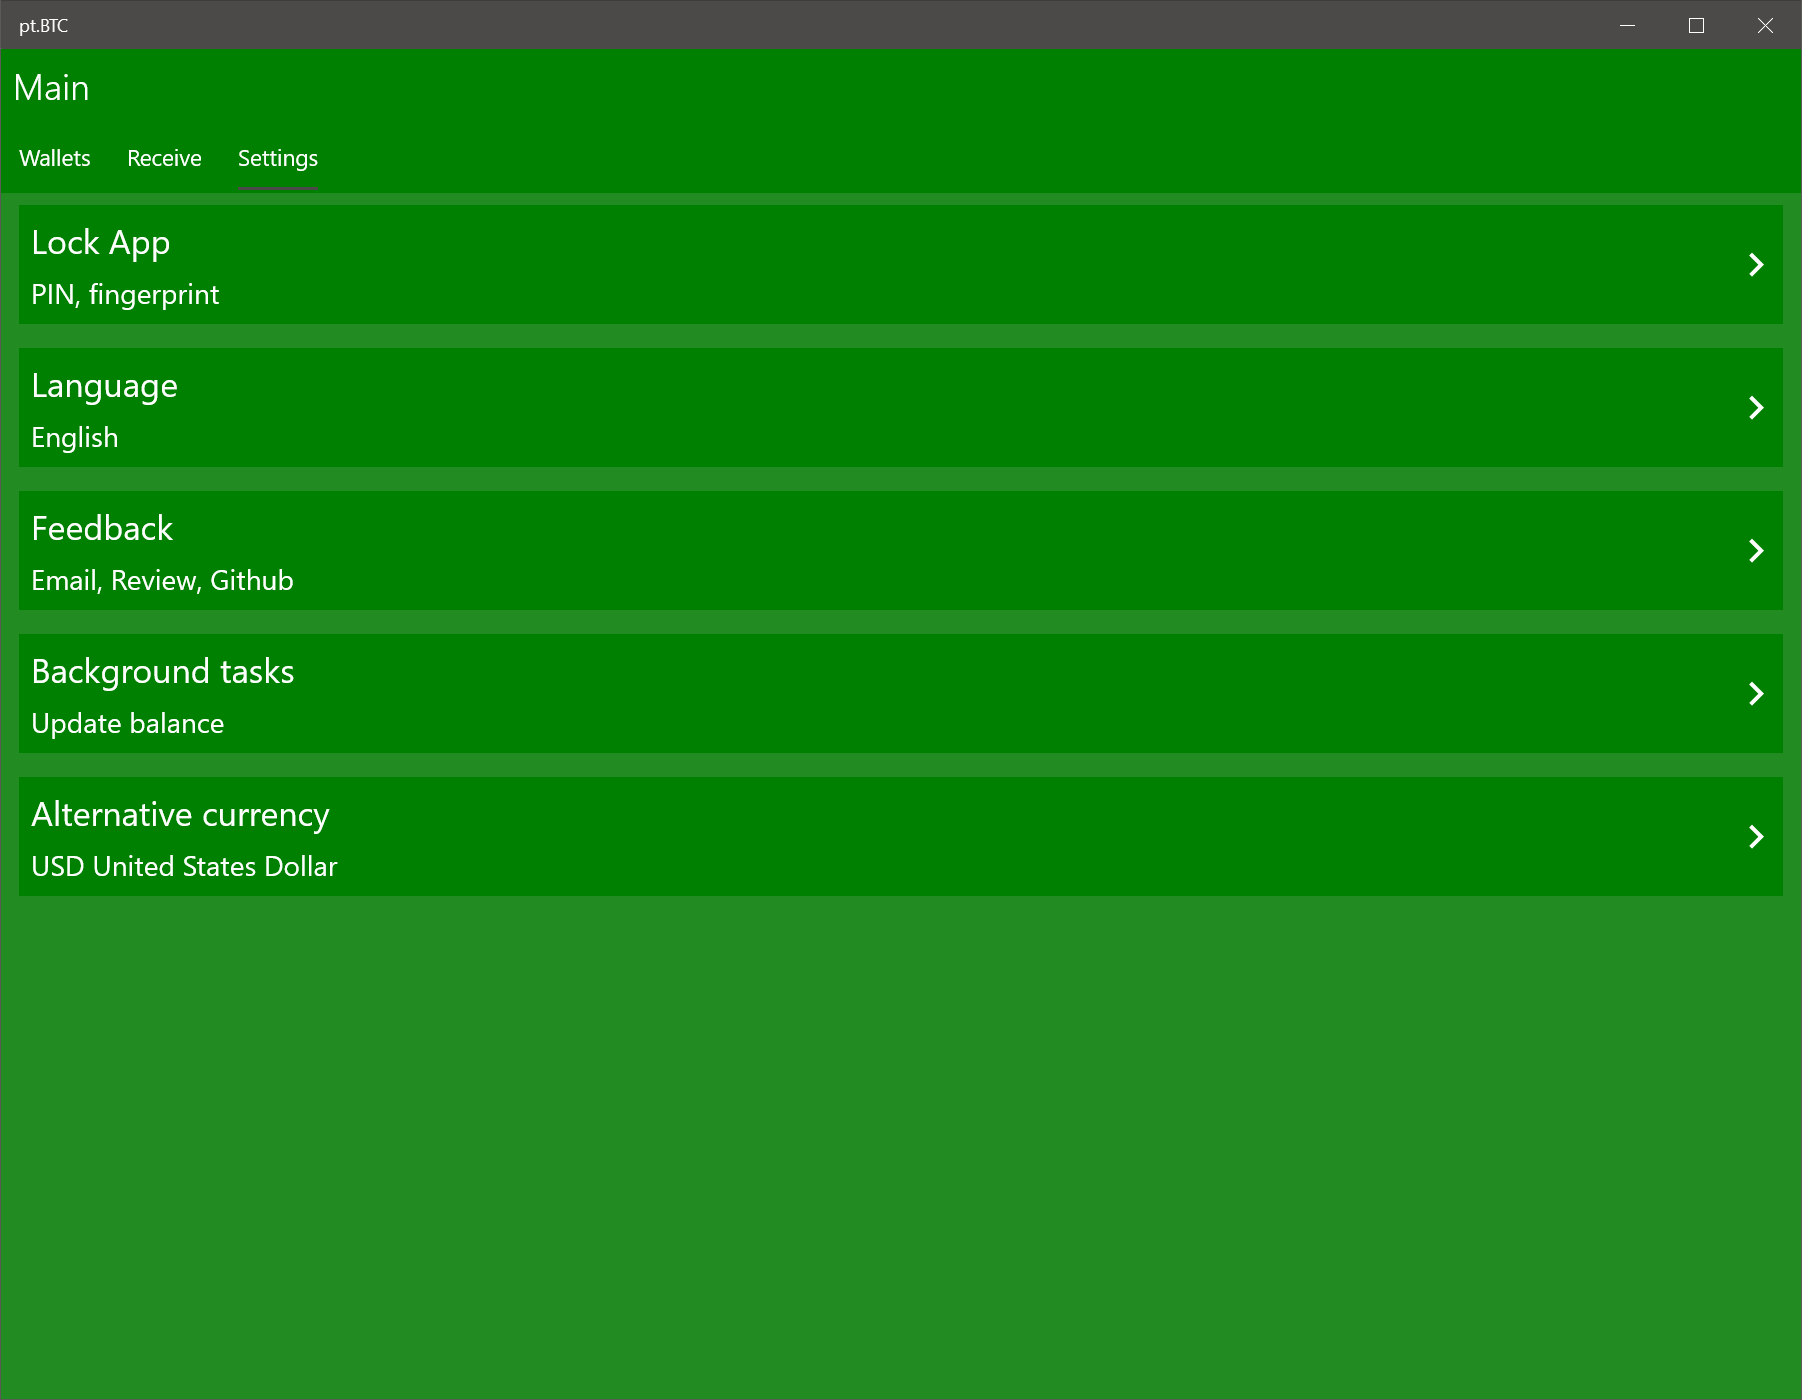 pt.BTC
Main
Wallets Receive Settings
Lock App
PIN, fingerprint
Language
English
Feedback
Email, Review, Github
Background tasks
Update balance
Alternative currency
USD United States Dollar